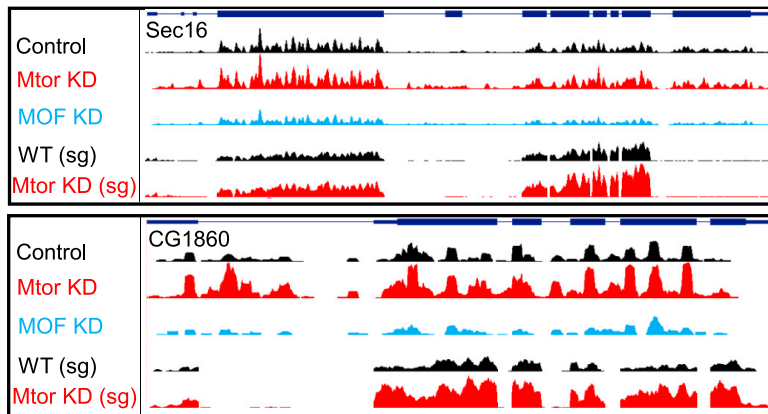 Sec16
Control
Mtor KD
MOF KD
WT (sg)
Mtor KD (sg)
CG1860
Control
Mtor KD
MOF KD
WT (sg)
Mtor KD (sg)